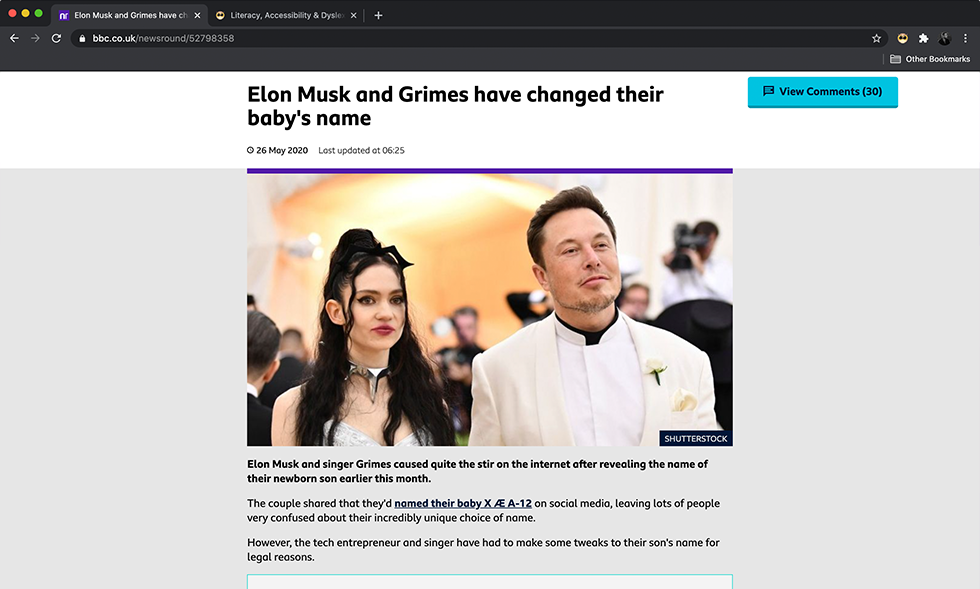 Elon Musk and Grimes have ch
Literacy, Accessibility & Dysle
bbc.co.uk/newsround/52798358
Other Bookmarks
Elon Musk and Grimes have changed their
baby's name
View Comments (30)
26 May 2020 Last updated at 06:25
SHUTTERSTOCK
Elon Musk and singer Grimes caused quite the stir on the internet after revealing the name of
their newborn son earlier this month.
The couple shared that they'd named their baby X Æ A-12 on social media, leaving lots of people
very confused about their incredibly unique choice of name.
However, the tech entrepreneur and singer have had to make some tweaks to their son's name for
legal reasons.